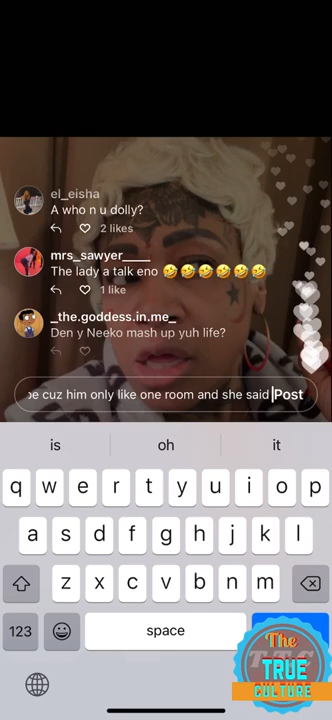 el_eisha
A who n u dolly?
2 likes
mrs_sawyer____
The lady a talk eno 🤣🤣🤣🤣🤣🤣
1 like
_the.goddess.in.me_
Den y Neeko mash up yuh life?
cuz him only like one room and she said Post
is oh it
q w e r t y u i o p
a s d f g h j k l
z x c v b n m
123 space
The
TRUE
CULTURE